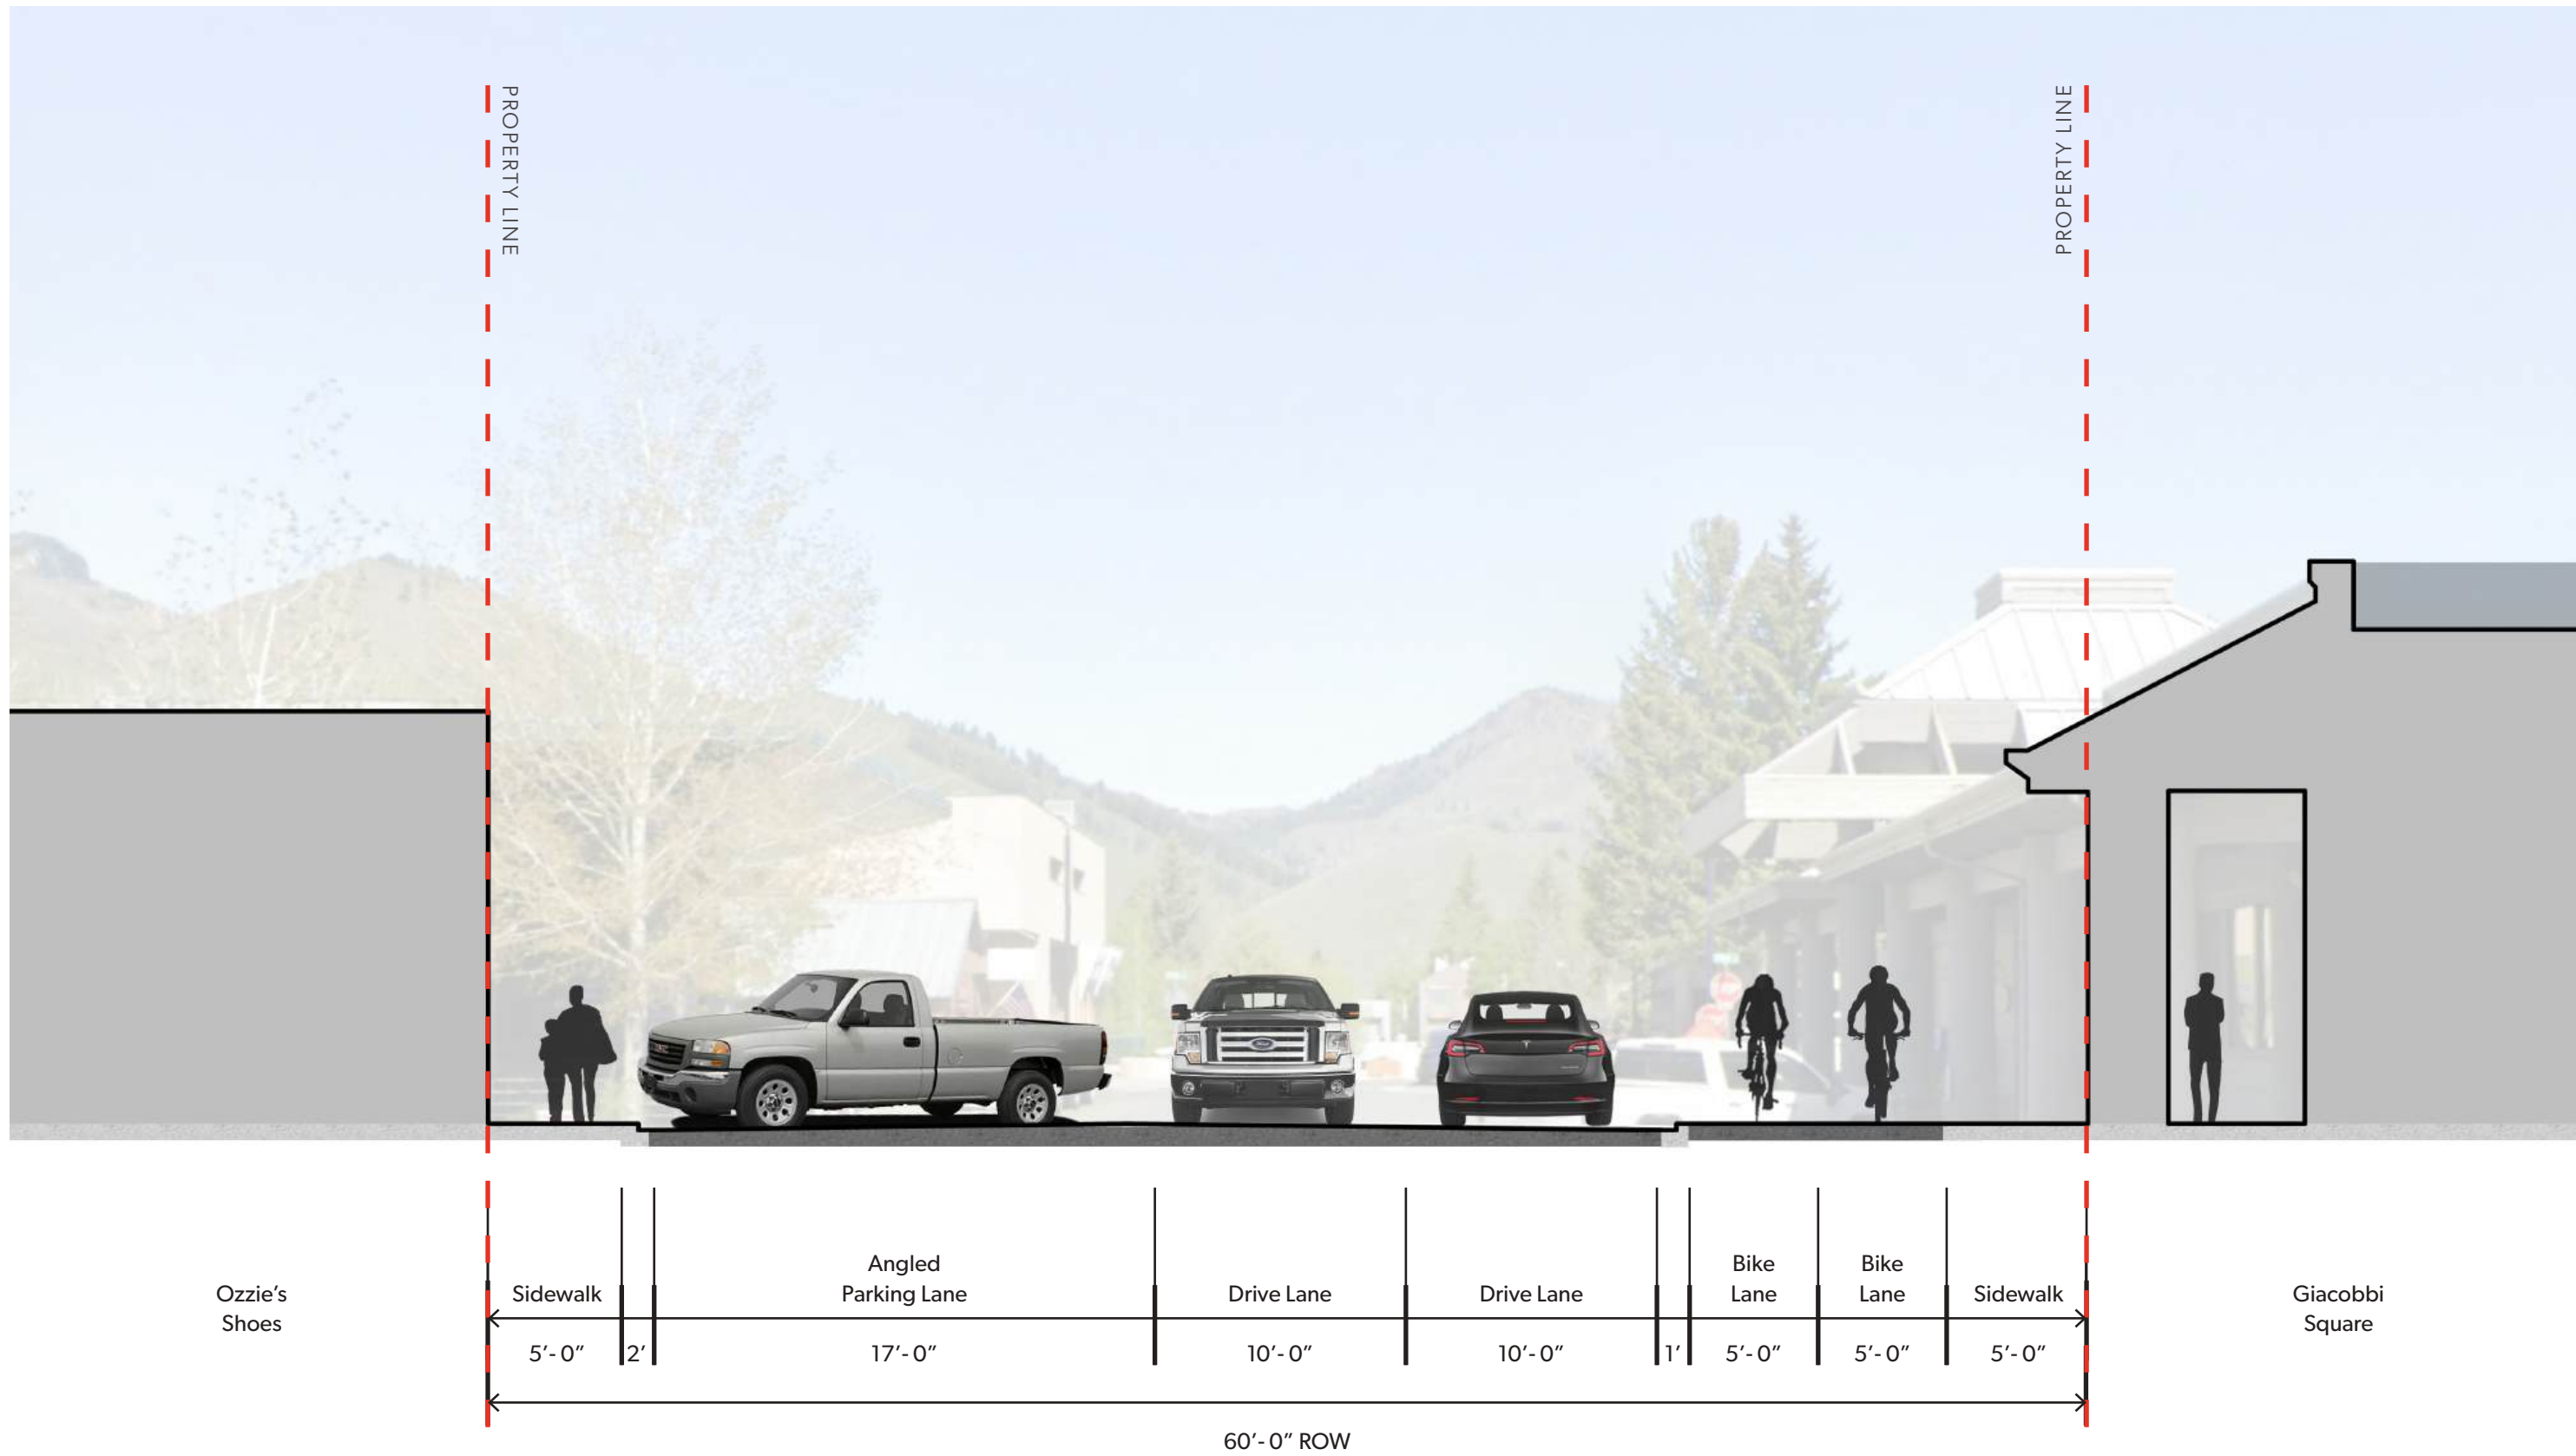 PROPERTY LINE
PROPERTY LINE
Ozzie's
Shoes
Sidewalk
Angled
Parking Lane
Drive Lane
Drive Lane
Bike
Lane
Bike
Lane
Sidewalk
Giacobbi
Square
5'-0" 2' 17'-0" 10'-0" 10'-0" 1' 5'-0" 5'-0" 5'-0"
60'-0" ROW